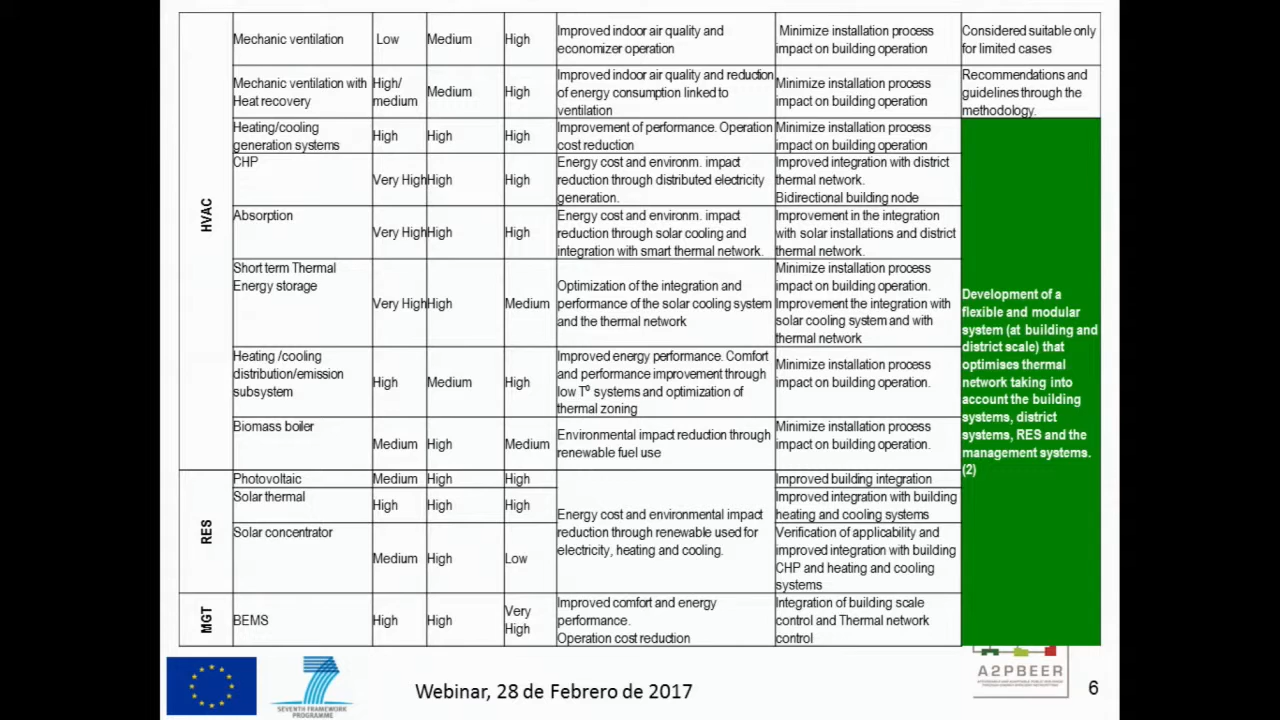 HVAC
Mechanic ventilation
Low
Medium
High
Improved indoor air quality and
economizer operation
Minimize installation process
impact on building operation
Considered suitable only
for limited cases
Mechanic ventilation with
Heat recovery
High/
medium
Medium
High
Improved indoor air quality and reduction
of energy consumption linked to
ventilation
Minimize installation process
impact on building operation
Recommendations and
guidelines through the
methodology.
Heating/cooling
generation systems
High
High
High
Improvement of performance. Operation
cost reduction
Minimize installation process
impact on building operation
CHP
Very High
High
High
Energy cost and environm. impact
reduction through distributed electricity
generation.
Improved integration with district
thermal network.
Bidirectional building node
Absorption
Very High
High
High
Energy cost and environm. impact
reduction through solar cooling and
integration with smart thermal network.
Improvement in the integration
with solar installations and district
thermal network.
Short term Thermal
Energy storage
Very High
High
Medium
Optimization of the integration and
performance of the solar cooling system
and the thermal network
Minimize installation process
impact on building operation.
Improvement the integration with
solar cooling system and with
thermal network
Heating /cooling
distribution/emission
subsystem
High
Medium
High
Improved energy performance. Comfort
and performance improvement through
low Tº systems and optimization of
thermal zoning
Minimize installation process
impact on building operation.
Biomass boiler
Medium
High
Medium
Environmental impact reduction through
renewable fuel use
Minimize installation process
impact on building operation.
Development of a
flexible and modular
system (at building and
district scale) that
optimises thermal
network taking into
account the building
systems, district
systems, RES and the
management systems.
(2)
RES
Photovoltaic
Medium
High
High
Improved building integration
Solar thermal
High
High
High
Improved integration with building
heating and cooling systems
Energy cost and environmental impact
reduction through renewable used for
electricity, heating and cooling.
Solar concentrator
Medium
High
Low
Verification of applicability and
improved integration with building
CHP and heating and cooling
systems
MGT
BEMS
High
High
Very
High
Improved comfort and energy
performance.
Operation cost reduction
Integration of building scale
control and Thermal network
control
SEVENTH FRAMEWORK
PROGRAMME
Webinar, 28 de Febrero de 2017
A2PBEER
6